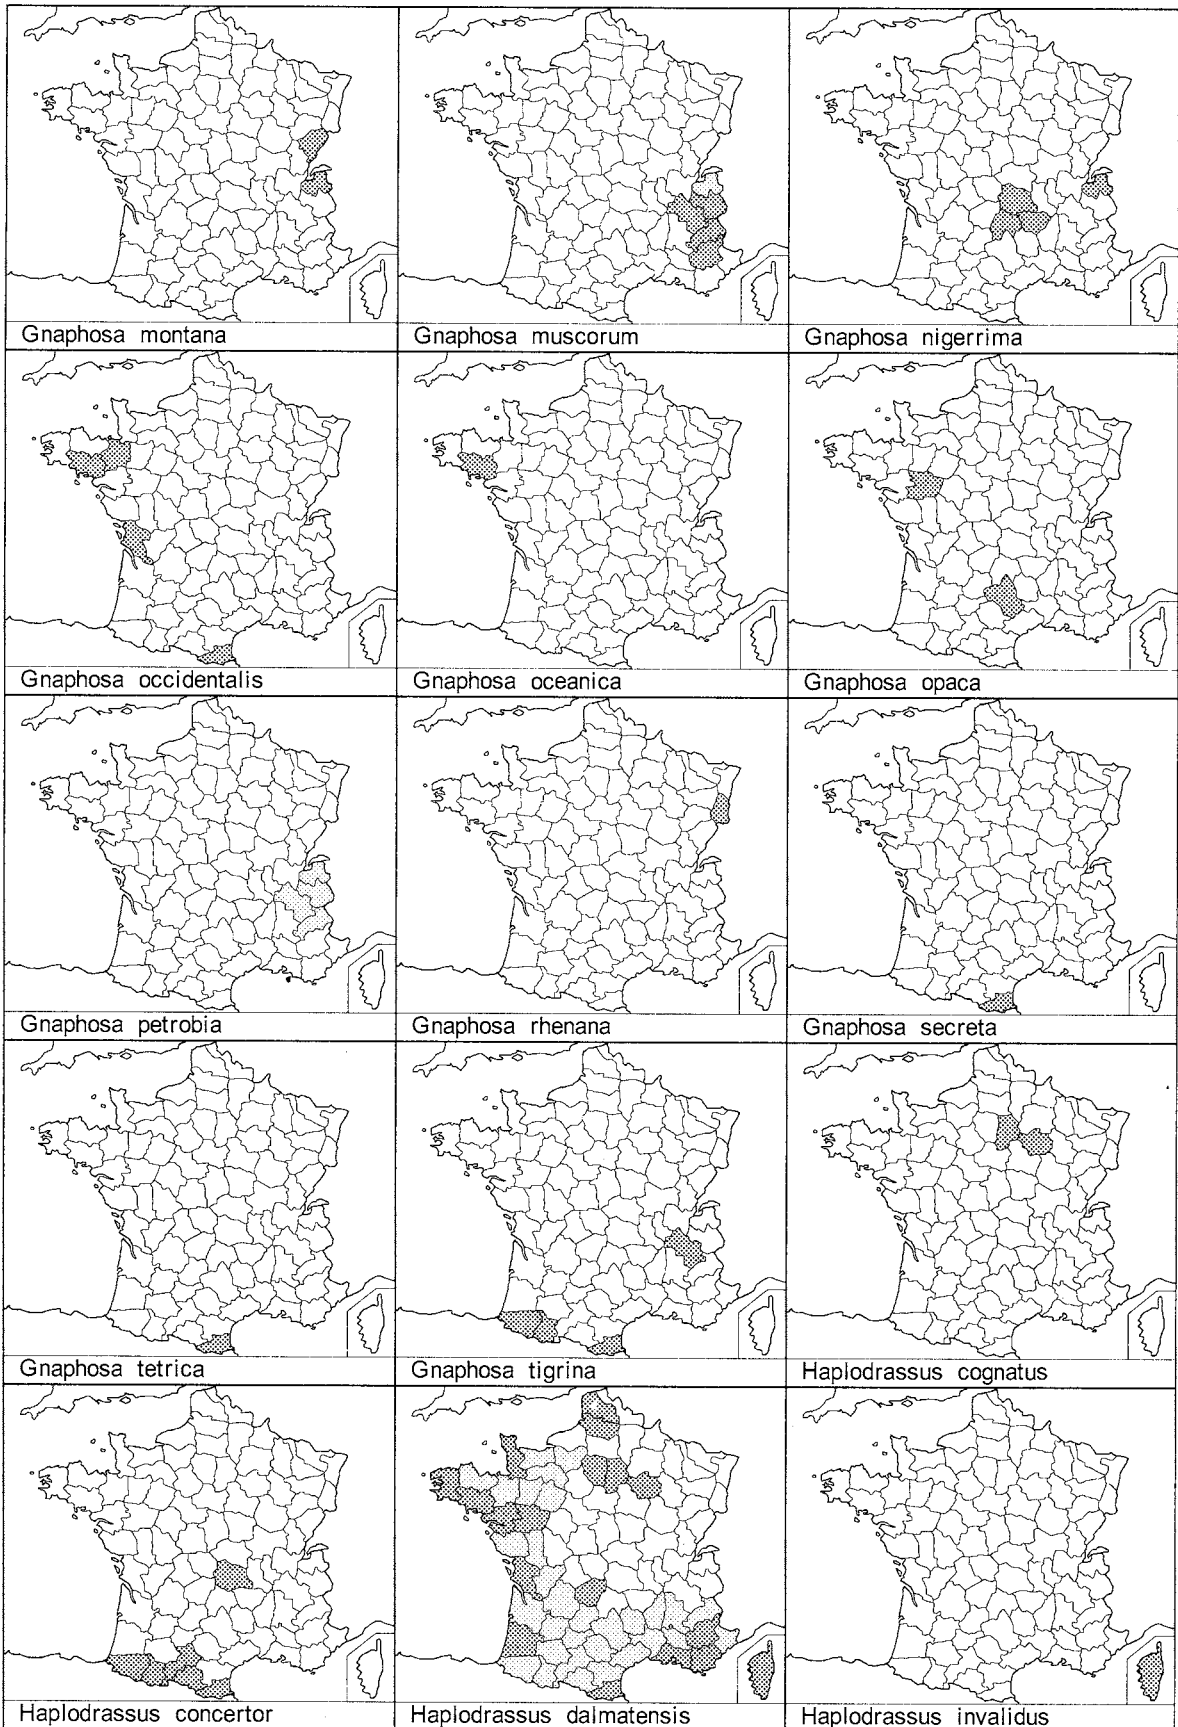 Gnaphosa montana
Gnaphosa muscorum
Gnaphosa nigerrima
Gnaphosa occidentalis
Gnaphosa oceanica
Gnaphosa opaca
Gnaphosa petrobia
Gnaphosa rhenana
Gnaphosa secreta
Gnaphosa tetrica
Gnaphosa tigrina
Haplodrassus cognatus
Haplodrassus concertor
Haplodrassus dalmatensis
Haplodrassus invalidus